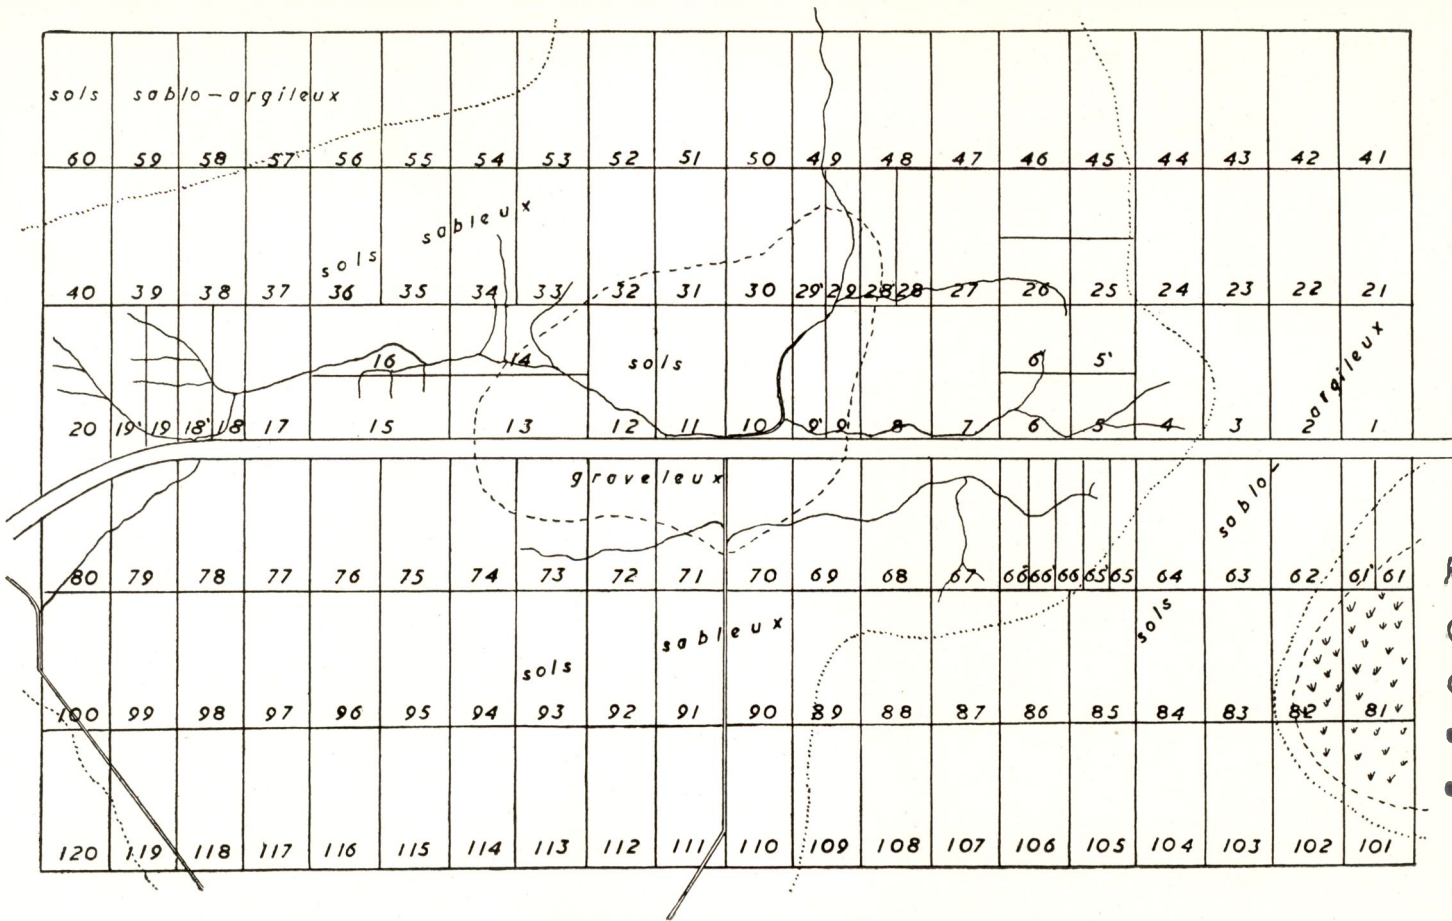 sols sablo-argileux
60 59 58 57 56 55 54 53 52 51 50 49 48 47 46 45 44 43 42 41
sols sableux
40 39 38 37 36 35 34 33 32 31 30 29' 29 28 28 27 26 25 24 23 22 21
16 14 sols 6' 5'
sablo-argileux
20 19' 19 18' 18 17 15 13 12 11 10 9' 9 8 7 6 5 4 3 2 1
graveleux
80 79 78 77 76 75 74 73 72 71 70 69 68 67 66" 66' 66 65' 65 64 63 62 61' 61
sols sableux
sols
100 99 98 97 96 95 94 93 92 91 90 89 88 87 86 85 84 83 82 81
120 119 118 117 116 115 114 113 112 111 110 109 108 107 106 105 104 103 102 101